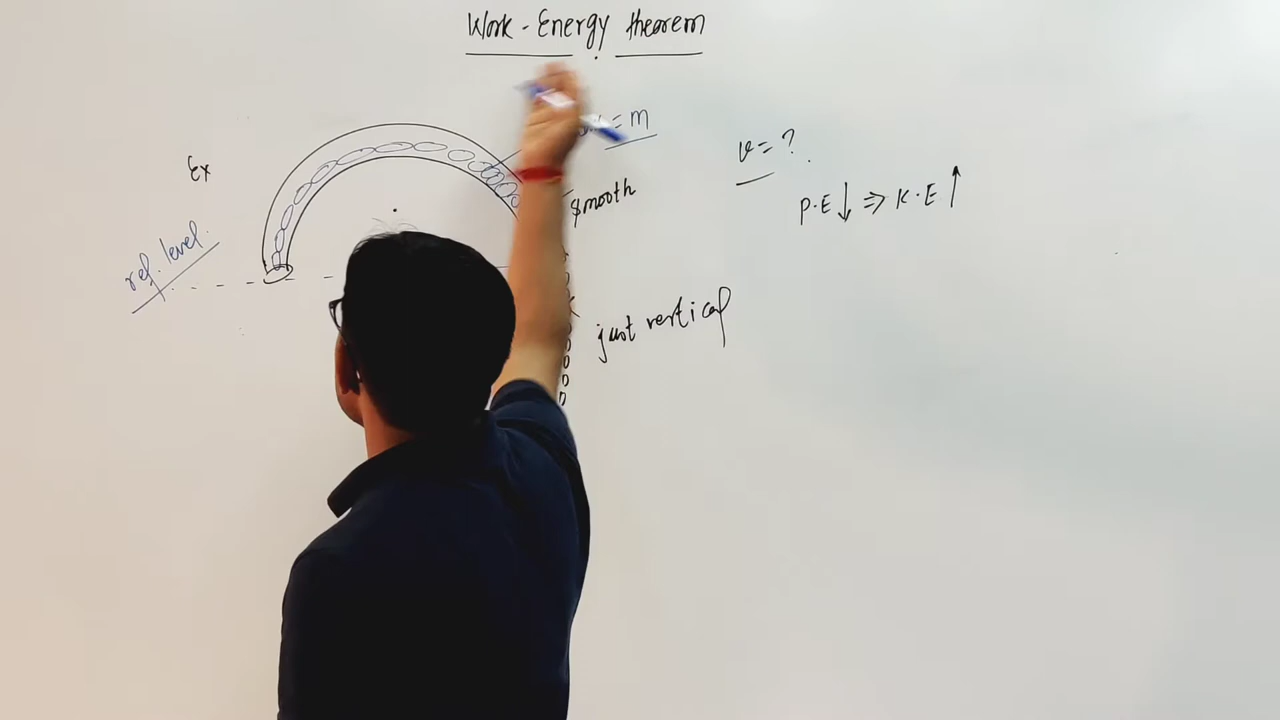 Work - Energy theorem
= m
Ex
v = ?
smooth
P.E ↓ ⇒ K.E ↑
ref. level.
just vertical